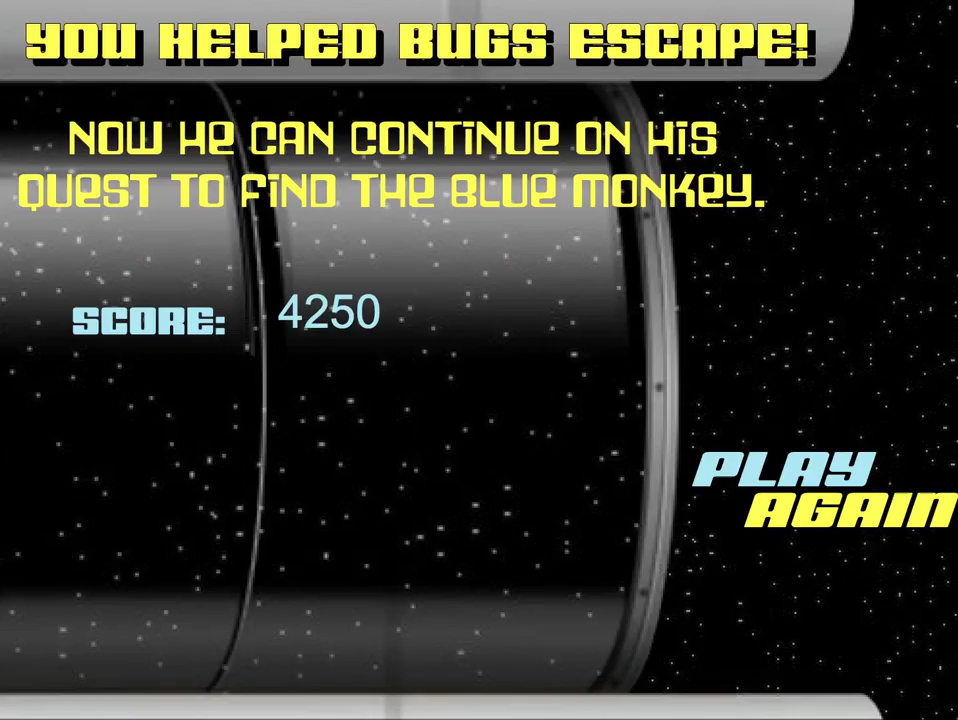 YOU HELPED BUGS ESCAPE!
NOW HE CAN CONTINUE ON HIS
QUEST TO FIND THE BLUE MONKEY.
SCORE: 4250
PLAY
AGAIN